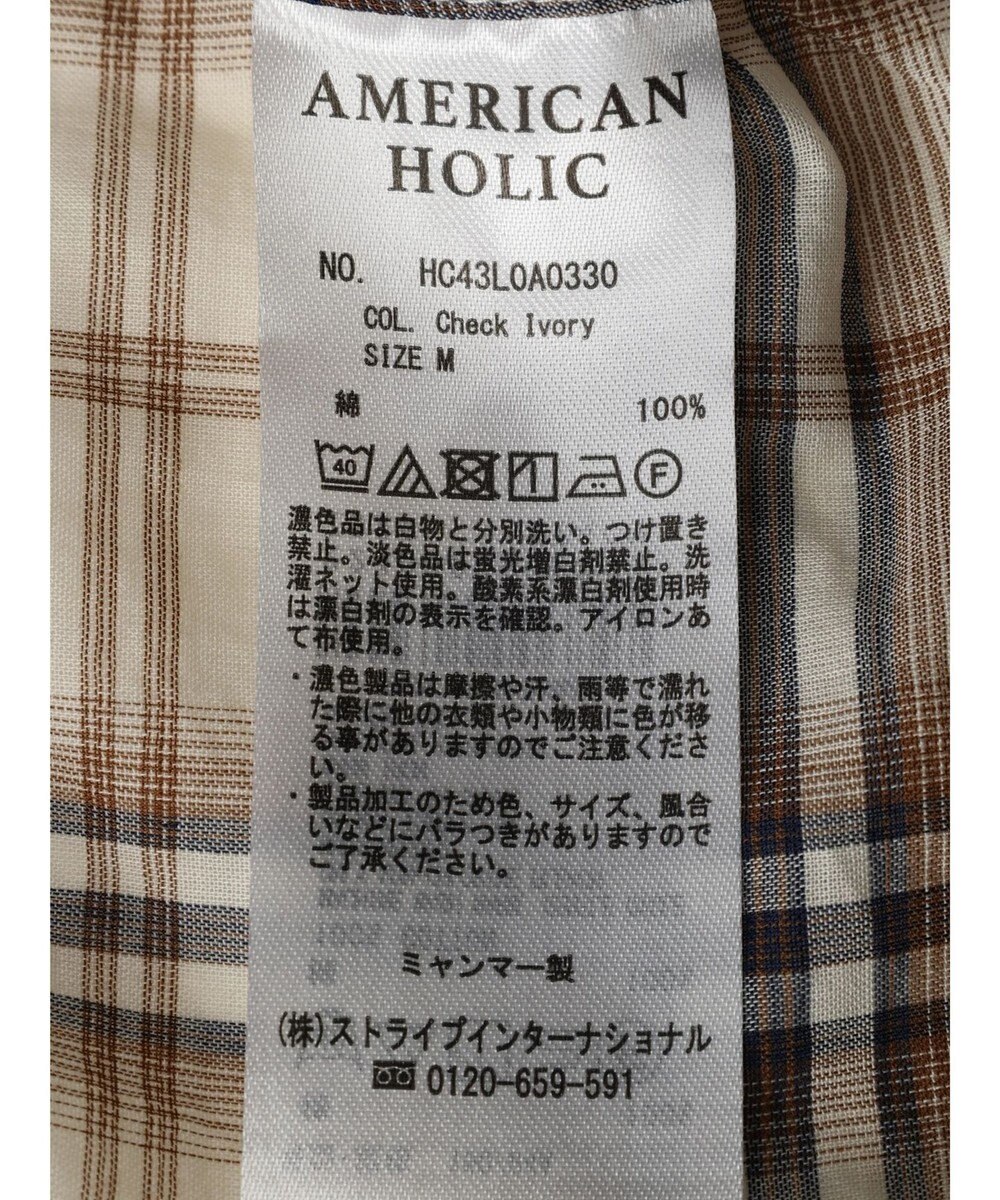 AMERICAN
HOLIC
NO. HC43L0A0330
COL. Check Ivory
SIZE M
綿 100%
40 F
濃色品は白物と分別洗い。つけ置き
禁止。淡色品は蛍光増白剤禁止。洗
濯ネット使用。酸素系漂白剤使用時
は漂白剤の表示を確認。アイロンあ
て布使用。
・濃色製品は摩擦や汗、雨等で濡れ
た際に他の衣類や小物類に色が移
る事がありますのでご注意くださ
い。
・製品加工のため色、サイズ、風合
いなどにバラつきがありますので
ご了承ください。
ミャンマー製
(株)ストライプインターナショナル
0120-659-591